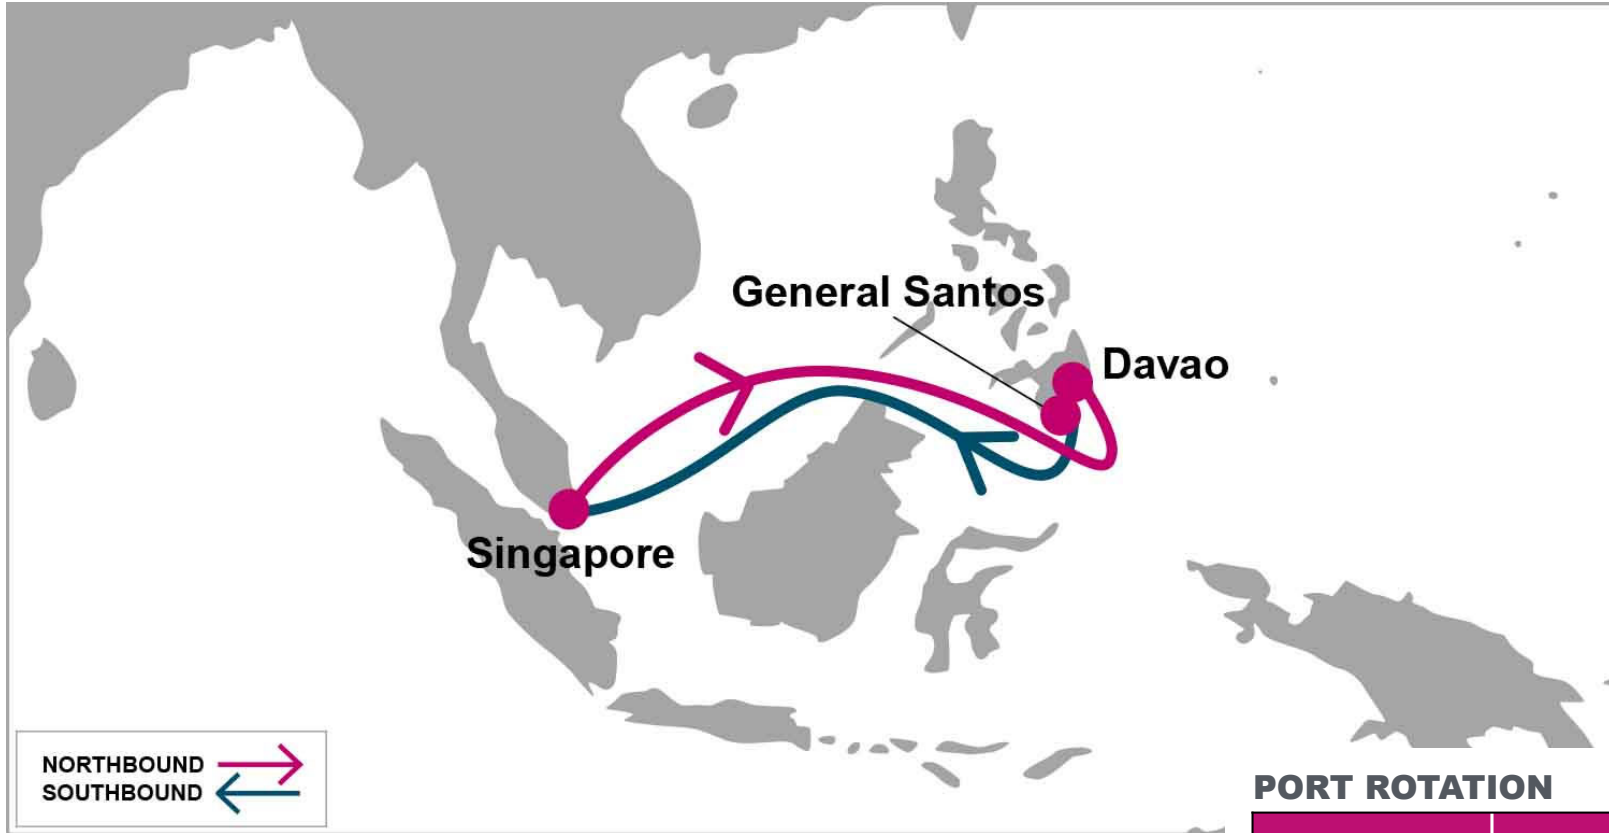 General Santos
Davao
Singapore
NORTHBOUND
SOUTHBOUND
PORT ROTATION